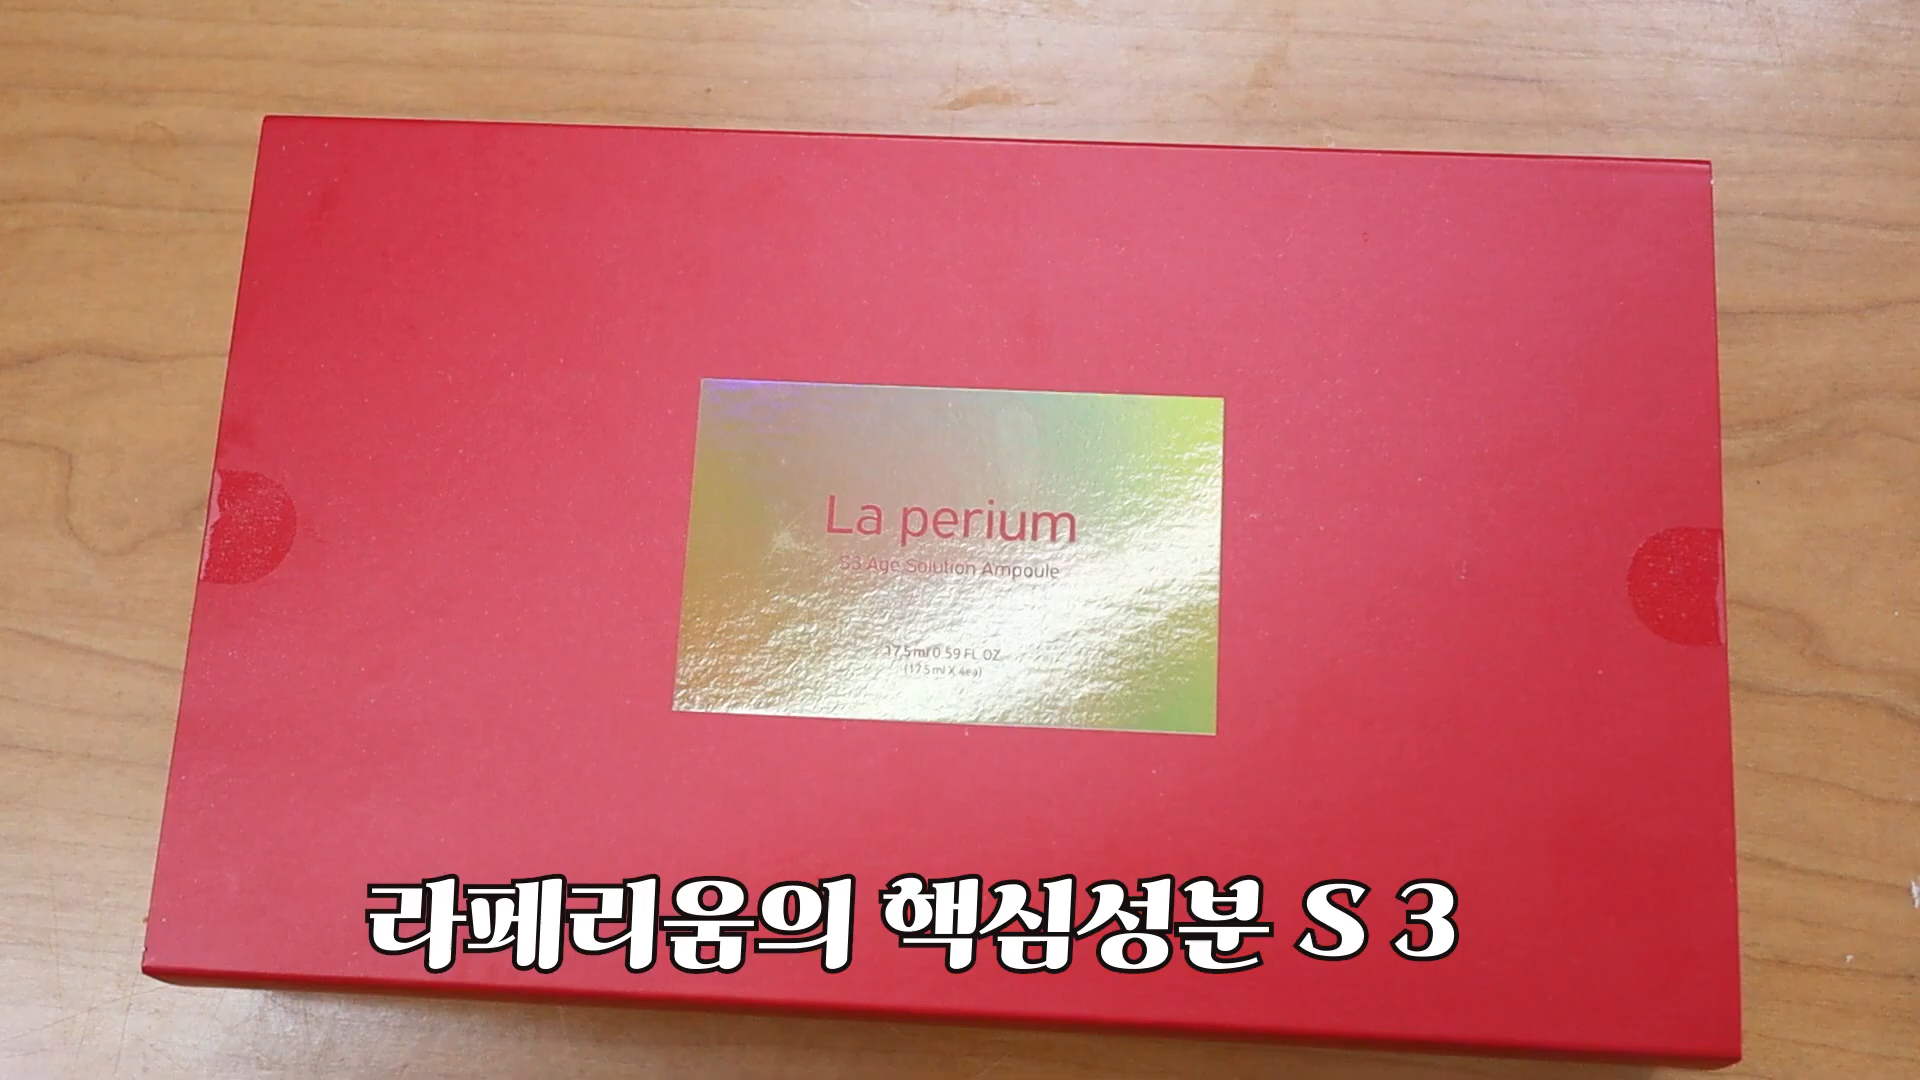 La perium
S3 Age Solution Ampoule
17.5ml/0.59 FL OZ
(17.5ml X 4ea)
라페리움의 핵심성분 S 3